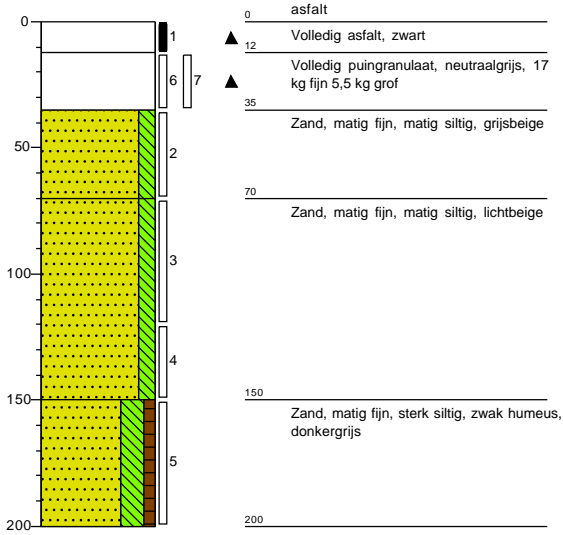 asfalt
0
0
1
Volledig asfalt, zwart
12
6
7
Volledig puingranulaat, neutraalgrijs, 17
kg fijn 5,5 kg grof
35
Zand, matig fijn, matig siltig, grijsbeige
50
2
70
Zand, matig fijn, matig siltig, lichtbeige
3
100
4
150
150
Zand, matig fijn, sterk siltig, zwak humeus,
donkergrijs
5
200
200